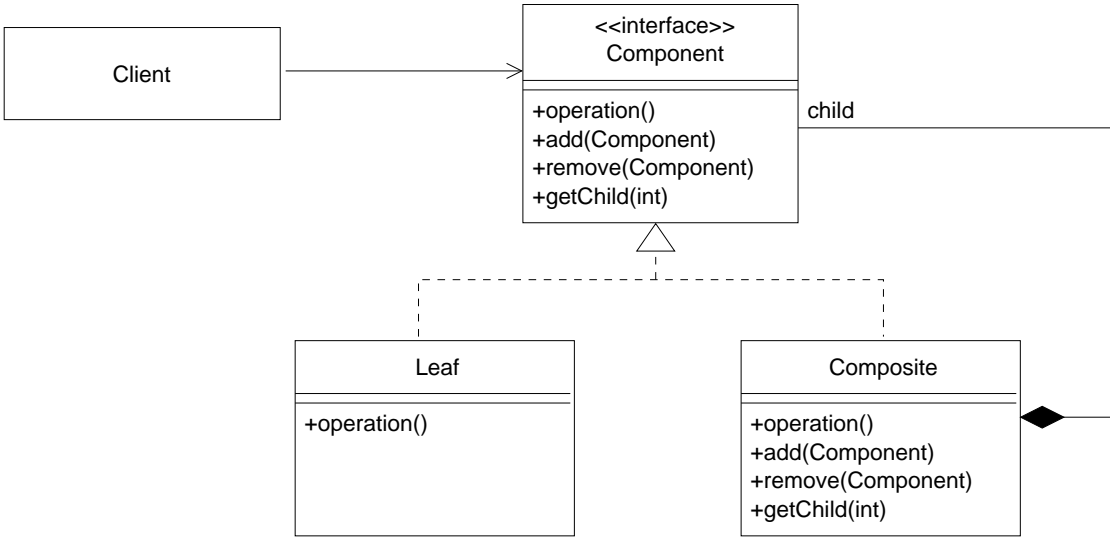 Client
<<interface>>
Component
+operation()
+add(Component)
+remove(Component)
+getChild(int)
child
Leaf
+operation()
Composite
+operation()
+add(Component)
+remove(Component)
+getChild(int)